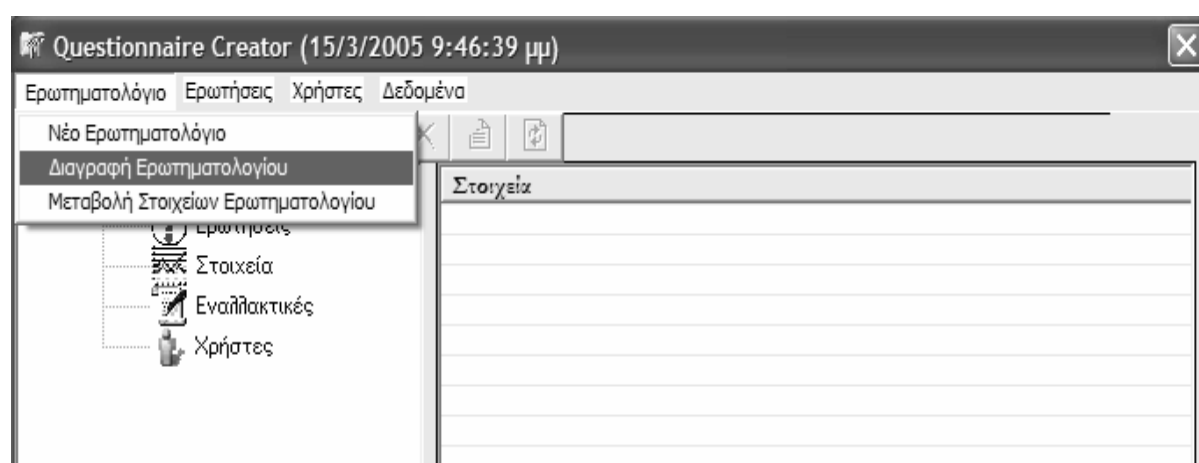 Questionnaire Creator (15/3/2005 9:46:39 μμ)
Ερωτηματολόγιο Ερωτήσεις Χρήστες Δεδομένα
Νέο Ερωτηματολόγιο
Διαγραφή Ερωτηματολογίου
Μεταβολή Στοιχείων Ερωτηματολογίου
Στοιχεία
Ερωτήσεις
Στοιχεία
Εναλλακτικές
Χρήστες